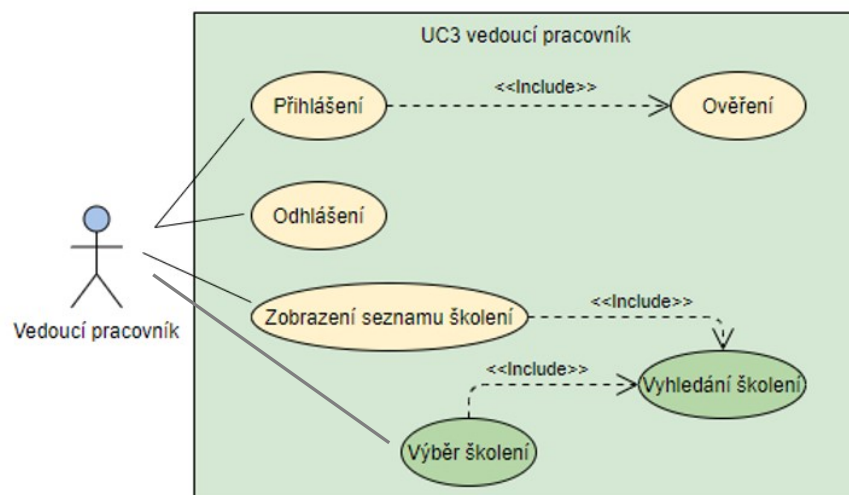 UC3 vedoucí pracovník
Přihlášení
<<Include>>
Ověření
Odhlášení
Vedoucí pracovník
Zobrazení seznamu školení
<<Include>>
<<Include>>
Vyhledání školení
Výběr školení